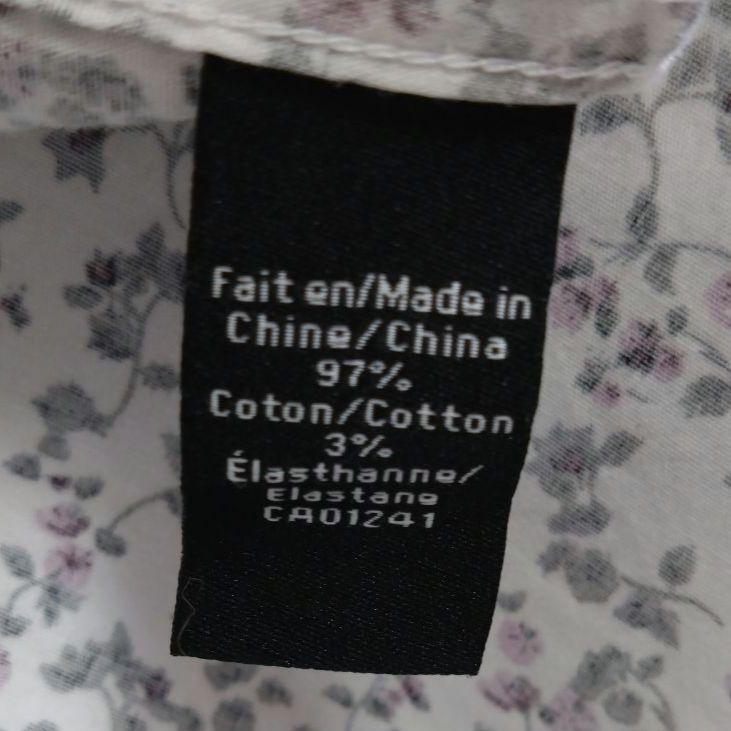 Fait en/Made in
Chine/China
97%
Coton/Cotton
3%
Élasthanne/
Elastane
CA01241